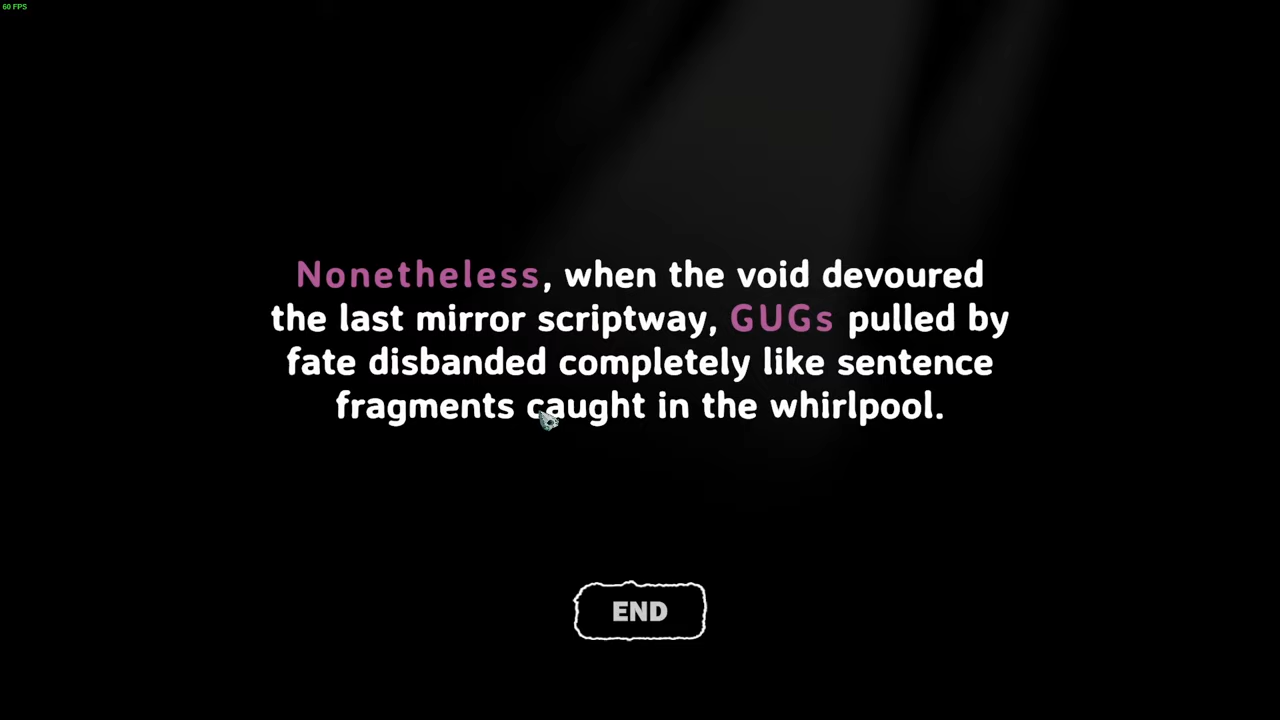 60 FPS
Nonetheless, when the void devoured
the last mirror scriptway, GUGs pulled by
fate disbanded completely like sentence
fragments caught in the whirlpool.
END